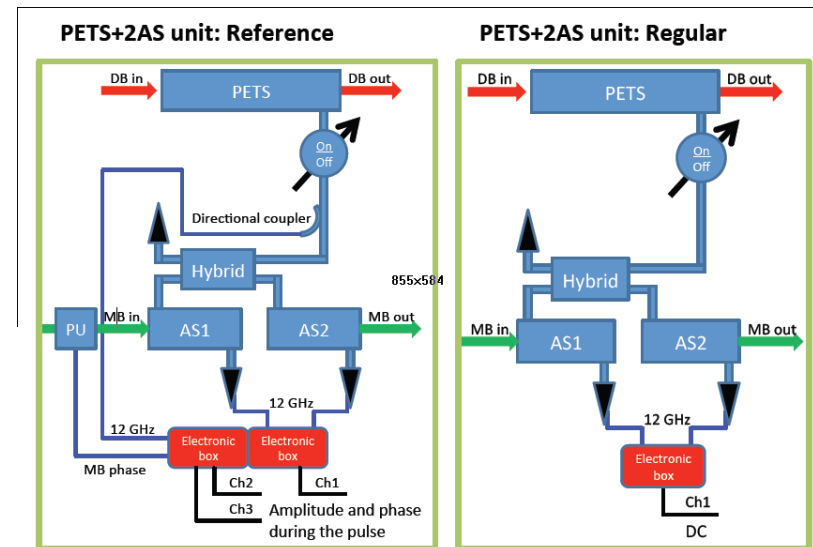 PETS+2AS unit: Reference
DB in
DB out
PETS
On
Off
Directional coupler
Hybrid
855×584
PU
MB in
AS1
AS2
MB out
12 GHz
12 GHz
Electronic
box
Electronic
box
MB phase
Ch2
Ch1
Ch3
Amplitude and phase
during the pulse
PETS+2AS unit: Regular
DB in
DB out
PETS
On
Off
Hybrid
MB in
AS1
AS2
MB out
12 GHz
Electronic
box
Ch1
DC